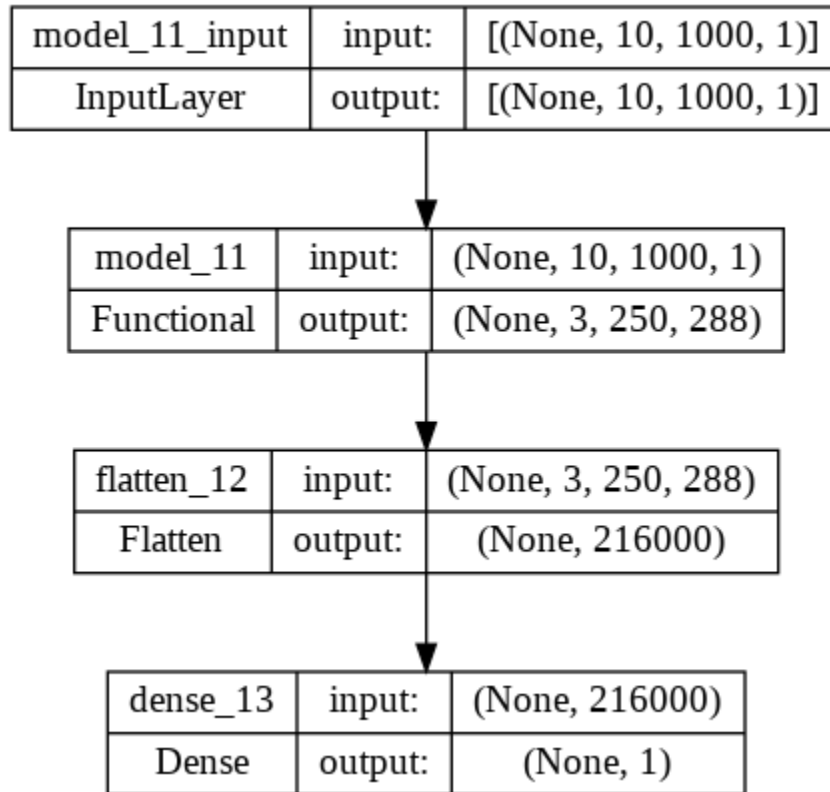 model_11_input input: [(None, 10, 1000, 1)]
InputLayer output: [(None, 10, 1000, 1)]
model_11 input: (None, 10, 1000, 1)
Functional output: (None, 3, 250, 288)
flatten_12 input: (None, 3, 250, 288)
Flatten output: (None, 216000)
dense_13 input: (None, 216000)
Dense output: (None, 1)